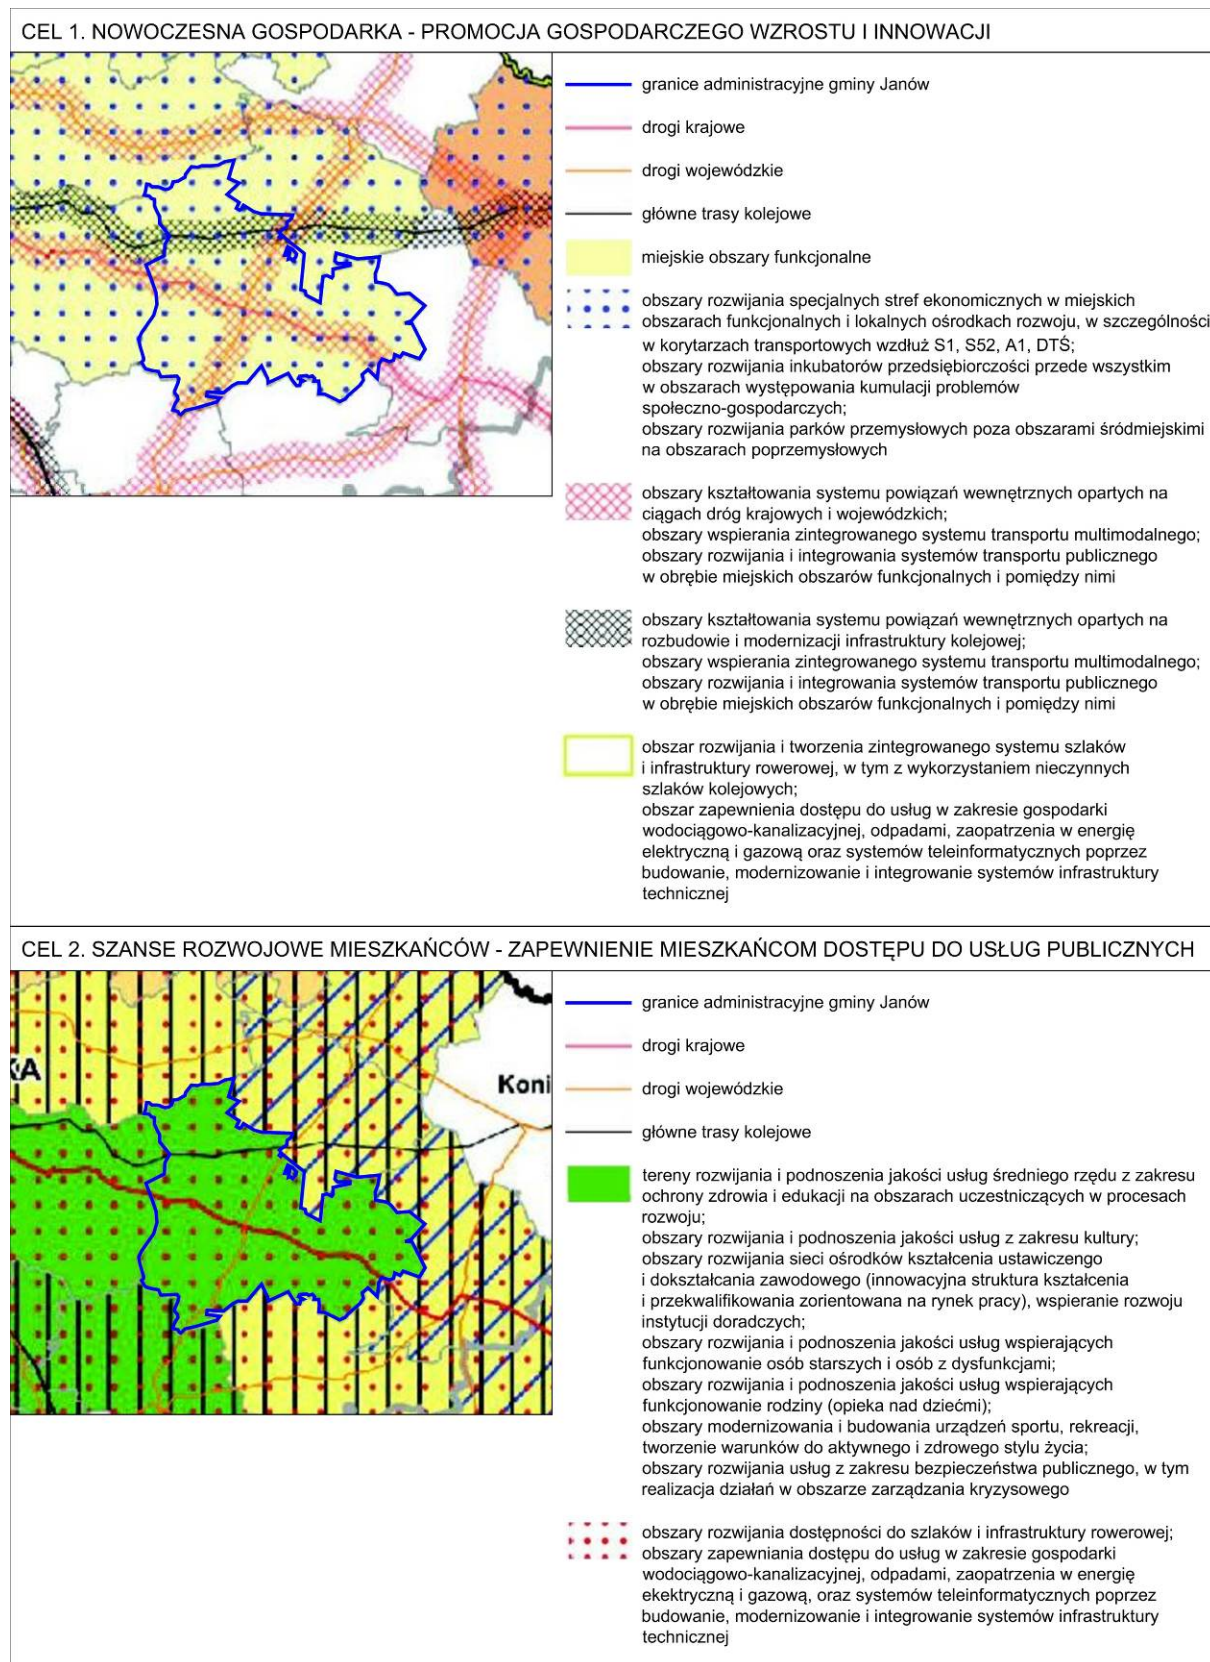 CEL 1. NOWOCZESNA GOSPODARKA - PROMOCJA GOSPODARCZEGO WZROSTU I INNOWACJI
granice administracyjne gminy Janów
drogi krajowe
drogi wojewódzkie
główne trasy kolejowe
miejskie obszary funkcjonalne
obszary rozwijania specjalnych stref ekonomicznych w miejskich
obszarach funkcjonalnych i lokalnych ośrodkach rozwoju, w szczególności
w korytarzach transportowych wzdłuż S1, S52, A1, DTŚ;
obszary rozwijania inkubatorów przedsiębiorczości przede wszystkim
w obszarach występowania kumulacji problemów
społeczno-gospodarczych;
obszary rozwijania parków przemysłowych poza obszarami śródmiejskimi
na obszarach poprzemysłowych
obszary kształtowania systemu powiązań wewnętrznych opartych na
ciągach dróg krajowych i wojewódzkich;
obszary wspierania zintegrowanego systemu transportu multimodalnego;
obszary rozwijania i integrowania systemów transportu publicznego
w obrębie miejskich obszarów funkcjonalnych i pomiędzy nimi
obszary kształtowania systemu powiązań wewnętrznych opartych na
rozbudowie i modernizacji infrastruktury kolejowej;
obszary wspierania zintegrowanego systemu transportu multimodalnego;
obszary rozwijania i integrowania systemów transportu publicznego
w obrębie miejskich obszarów funkcjonalnych i pomiędzy nimi
obszar rozwijania i tworzenia zintegrowanego systemu szlaków
i infrastruktury rowerowej, w tym z wykorzystaniem nieczynnych
szlaków kolejowych;
obszar zapewnienia dostępu do usług w zakresie gospodarki
wodociągowo-kanalizacyjnej, odpadami, zaopatrzenia w energię
elektryczną i gazową oraz systemów teleinformatycznych poprzez
budowanie, modernizowanie i integrowanie systemów infrastruktury
technicznej
CEL 2. SZANSE ROZWOJOWE MIESZKAŃCÓW - ZAPEWNIENIE MIESZKAŃCOM DOSTĘPU DO USŁUG PUBLICZNYCH
KA
Koni
granice administracyjne gminy Janów
drogi krajowe
drogi wojewódzkie
główne trasy kolejowe
tereny rozwijania i podnoszenia jakości usług średniego rzędu z zakresu
ochrony zdrowia i edukacji na obszarach uczestniczących w procesach
rozwoju;
obszary rozwijania i podnoszenia jakości usług z zakresu kultury;
obszary rozwijania sieci ośrodków kształcenia ustawiczengo
i dokształcania zawodowego (innowacyjna struktura kształcenia
i przekwalifikowania zorientowana na rynek pracy), wspieranie rozwoju
instytucji doradczych;
obszary rozwijania i podnoszenia jakości usług wspierających
funkcjonowanie osób starszych i osób z dysfunkcjami;
obszary rozwijania i podnoszenia jakości usług wspierających
funkcjonowanie rodziny (opieka nad dziećmi);
obszary modernizowania i budowania urządzeń sportu, rekreacji,
tworzenie warunków do aktywnego i zdrowego stylu życia;
obszary rozwijania usług z zakresu bezpieczeństwa publicznego, w tym
realizacja działań w obszarze zarządzania kryzysowego
obszary rozwijania dostępności do szlaków i infrastruktury rowerowej;
obszary zapewniania dostępu do usług w zakresie gospodarki
wodociągowo-kanalizacyjnej, odpadami, zaopatrzenia w energię
ekektryczną i gazową, oraz systemów teleinformatycznych poprzez
budowanie, modernizowanie i integrowanie systemów infrastruktury
technicznej